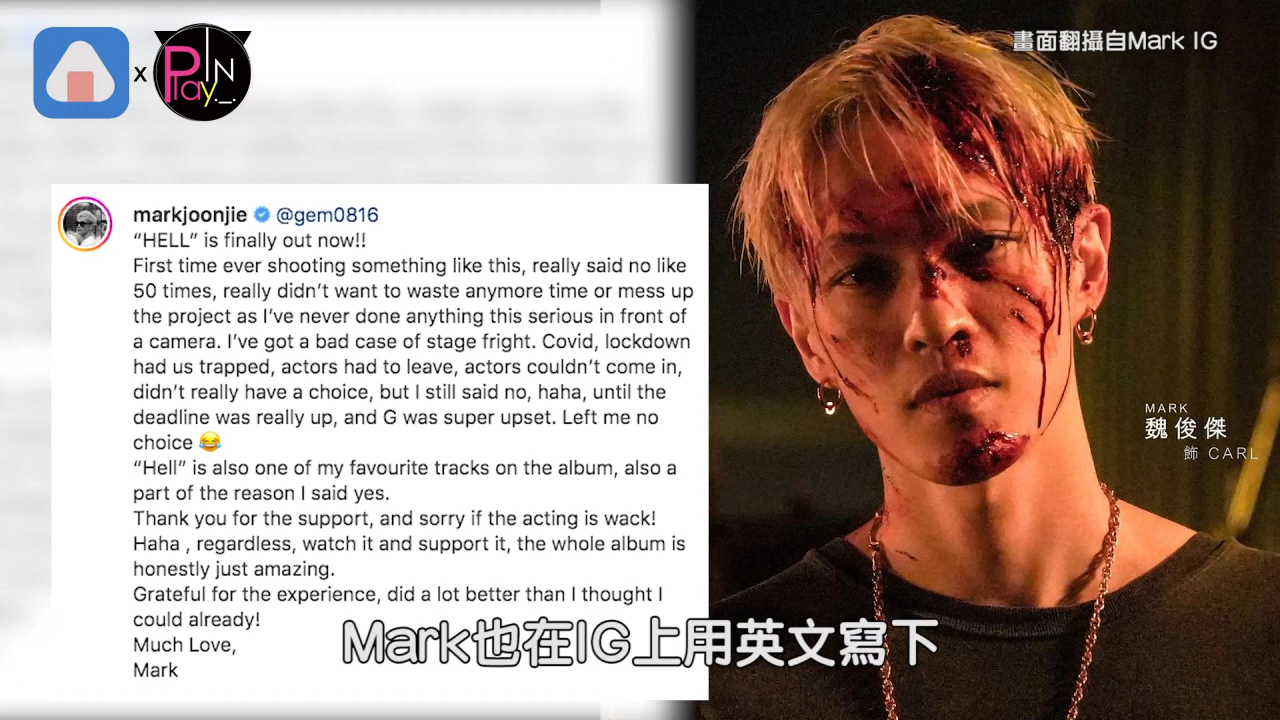 x
Play IN
畫面翻攝自Mark IG
markjoonjie @gem0816
“HELL” is finally out now!!
First time ever shooting something like this, really said no like
50 times, really didn’t want to waste anymore time or mess up
the project as I’ve never done anything this serious in front of
a camera. I’ve got a bad case of stage fright. Covid, lockdown
had us trapped, actors had to leave, actors couldn’t come in,
didn’t really have a choice, but I still said no, haha, until the
deadline was really up, and G was super upset. Left me no
choice 😂
“Hell” is also one of my favourite tracks on the album, also a
part of the reason I said yes.
Thank you for the support, and sorry if the acting is wack!
Haha , regardless, watch it and support it, the whole album is
honestly just amazing.
Grateful for the experience, did a lot better than I thought I
could already!
Much Love,
Mark
MARK
魏俊傑
飾 CARL
Mark也在IG上用英文寫下